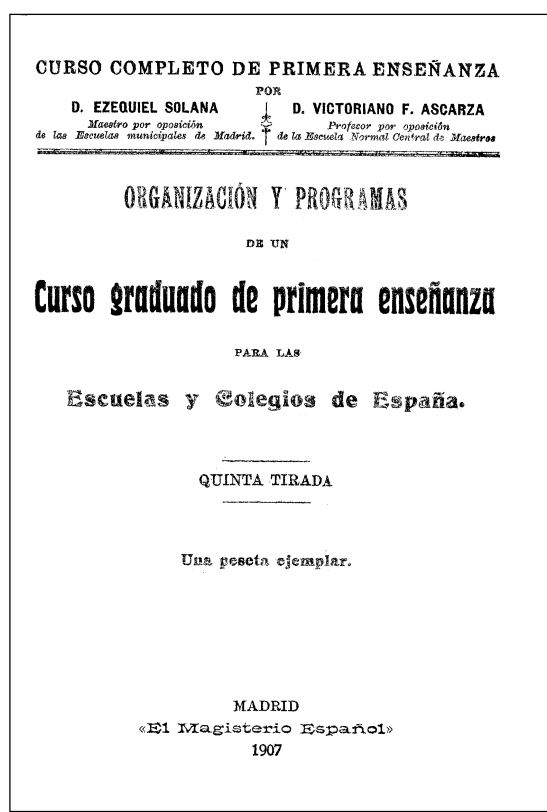 CURSO COMPLETO DE PRIMERA ENSEÑANZA
POR
D. EZEQUIEL SOLANA
Maestro por oposición
de las Escuelas municipales de Madrid.
D. VICTORIANO F. ASCARZA
Profesor por oposición
de la Escuela Normal Central de Maestros
ORGANIZACIÓN Y PROGRAMAS
DE UN
Curso graduado de primera enseñanza
PARA LAS
Escuelas y Colegios de España.
QUINTA TIRADA
Una peseta ejemplar.
MADRID
«El Magisterio Español»
1907